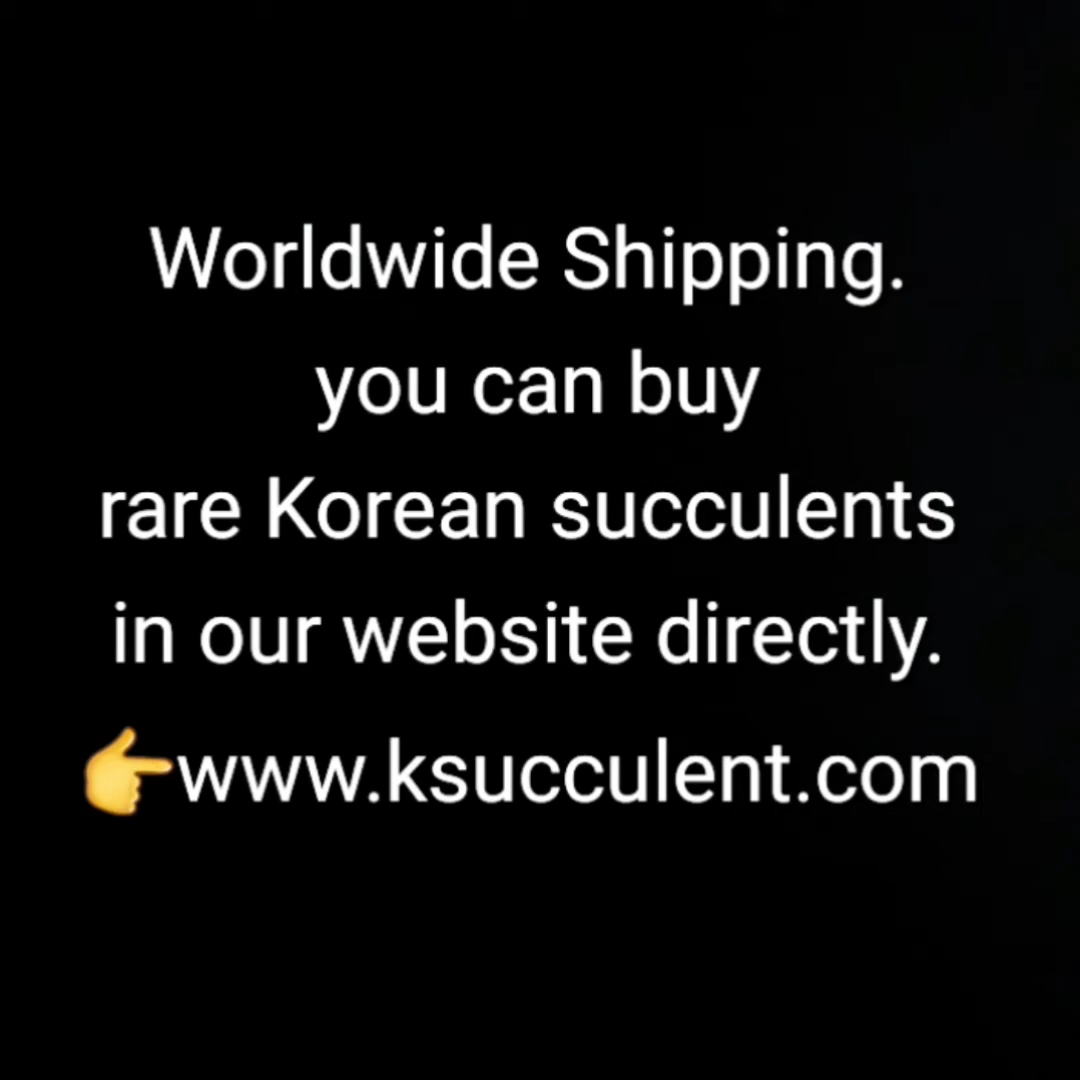 Worldwide Shipping.
you can buy
rare Korean succulents
in our website directly.
👉www.ksucculent.com